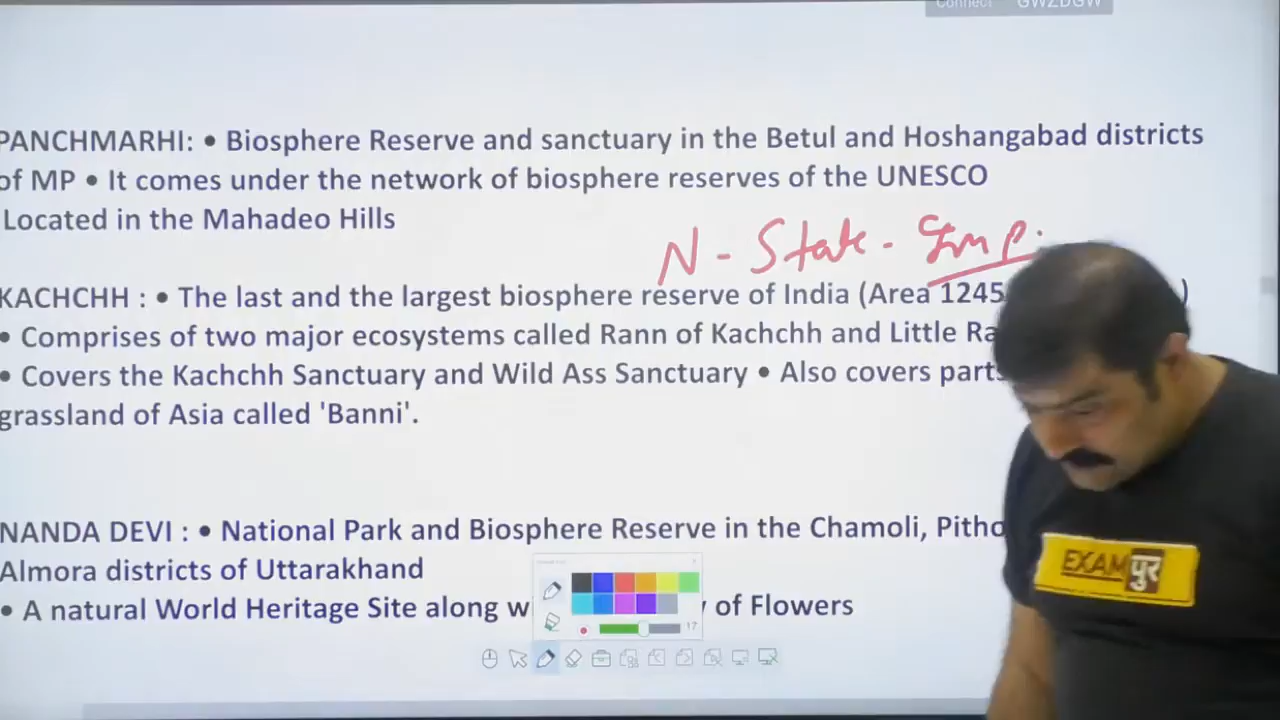 Connect GWZDGW
PANCHMARHI: • Biosphere Reserve and sanctuary in the Betul and Hoshangabad districts
of MP • It comes under the network of biosphere reserves of the UNESCO
Located in the Mahadeo Hills
N - State - Imp.
KACHCHH : • The last and the largest biosphere reserve of India (Area 1245 )
• Comprises of two major ecosystems called Rann of Kachchh and Little Ra
• Covers the Kachchh Sanctuary and Wild Ass Sanctuary • Also covers parts
grassland of Asia called 'Banni'.
NANDA DEVI : • National Park and Biosphere Reserve in the Chamoli, Pitho
Almora districts of Uttarakhand
• A natural World Heritage Site along w of Flowers
17
EXAMपुर